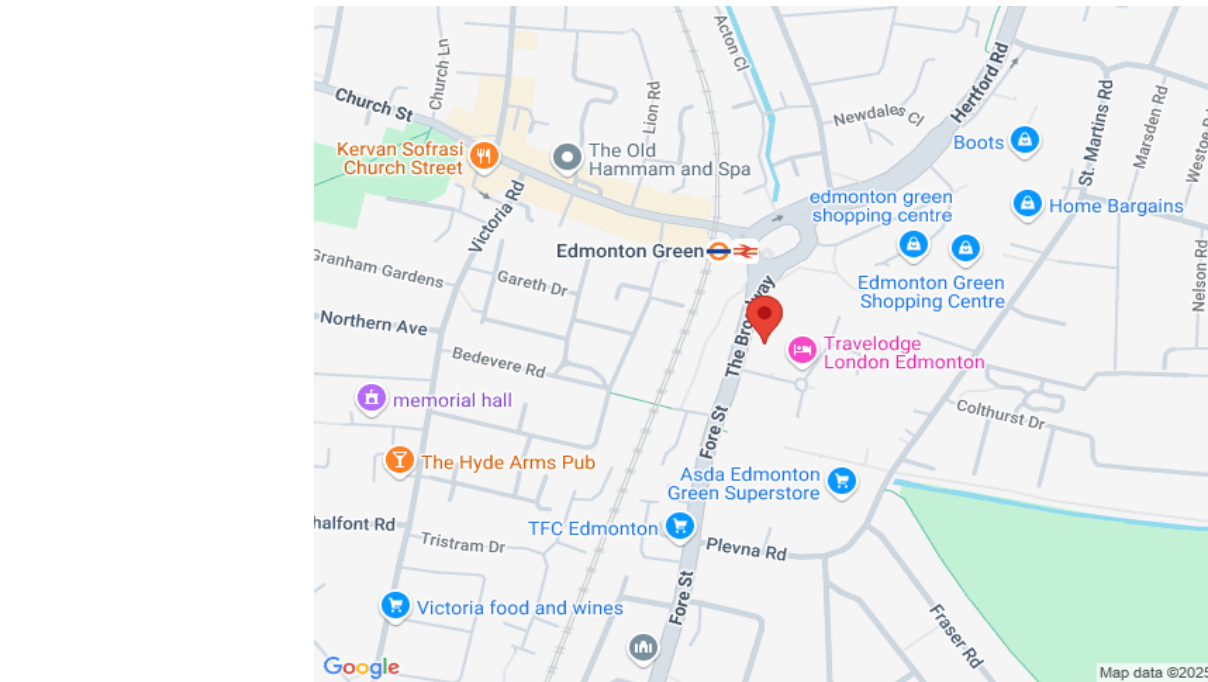 Acton Cl
Church Ln
Hertford Rd
Church St
Lion Rd
Newdales Cl
St. Martins Rd
Marsden Rd
Boots
Kervan Sofrasi
Church Street
The Old
Hammam and Spa
Victoria Rd
edmonton green
shopping centre
Home Bargains
Edmonton Green
Granham Gardens
Gareth Dr
Edmonton Green
Shopping Centre
Nelson Rd
Northern Ave
The Broadway
Travelodge
London Edmonton
Bedevere Rd
memorial hall
Colthurst Dr
Fore St
The Hyde Arms Pub
Asda Edmonton
Green Superstore
halfont Rd
TFC Edmonton
Tristram Dr
Plevna Rd
Victoria food and wines
Fore St
Fraser Rd
Google
Map data ©2025